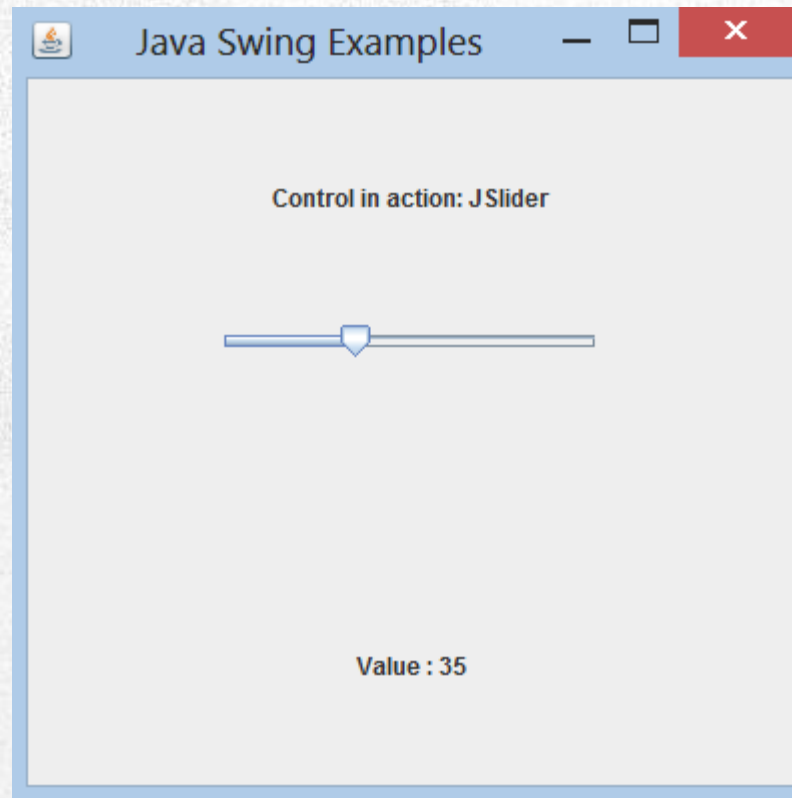 Java Swing Examples
Control in action: JSlider
Value : 35